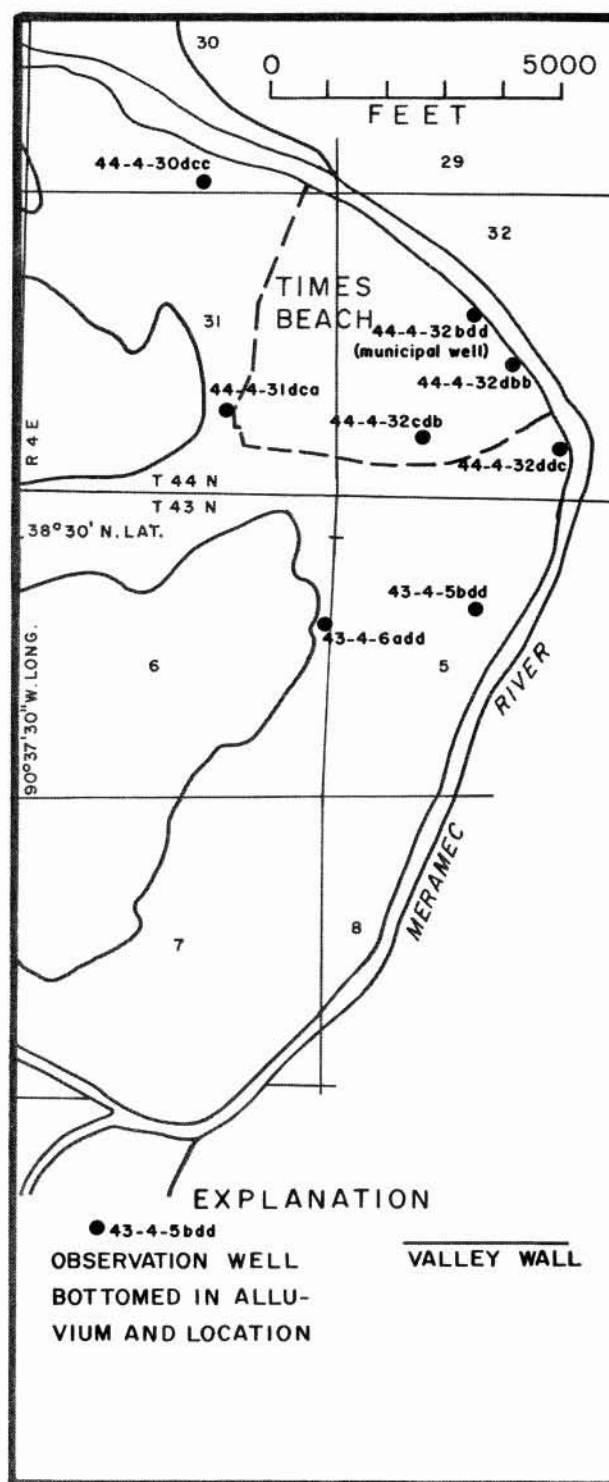 30
0 5000
FEET
44-4-30dcc
29
32
TIMES
BEACH
31
44-4-32bdd
(municipal well)
44-4-32dbb
44-4-31dca
44-4-32cdb
44-4-32ddc
R 4 E
T 44 N
T 43 N
38°30' N. LAT.
43-4-5bdd
43-4-6add
6
5
90°37'30" W. LONG.
RIVER
MERAMEC
8
7
EXPLANATION
43-4-5bdd
OBSERVATION WELL
BOTTOMED IN ALLU-
VIUM AND LOCATION
VALLEY WALL